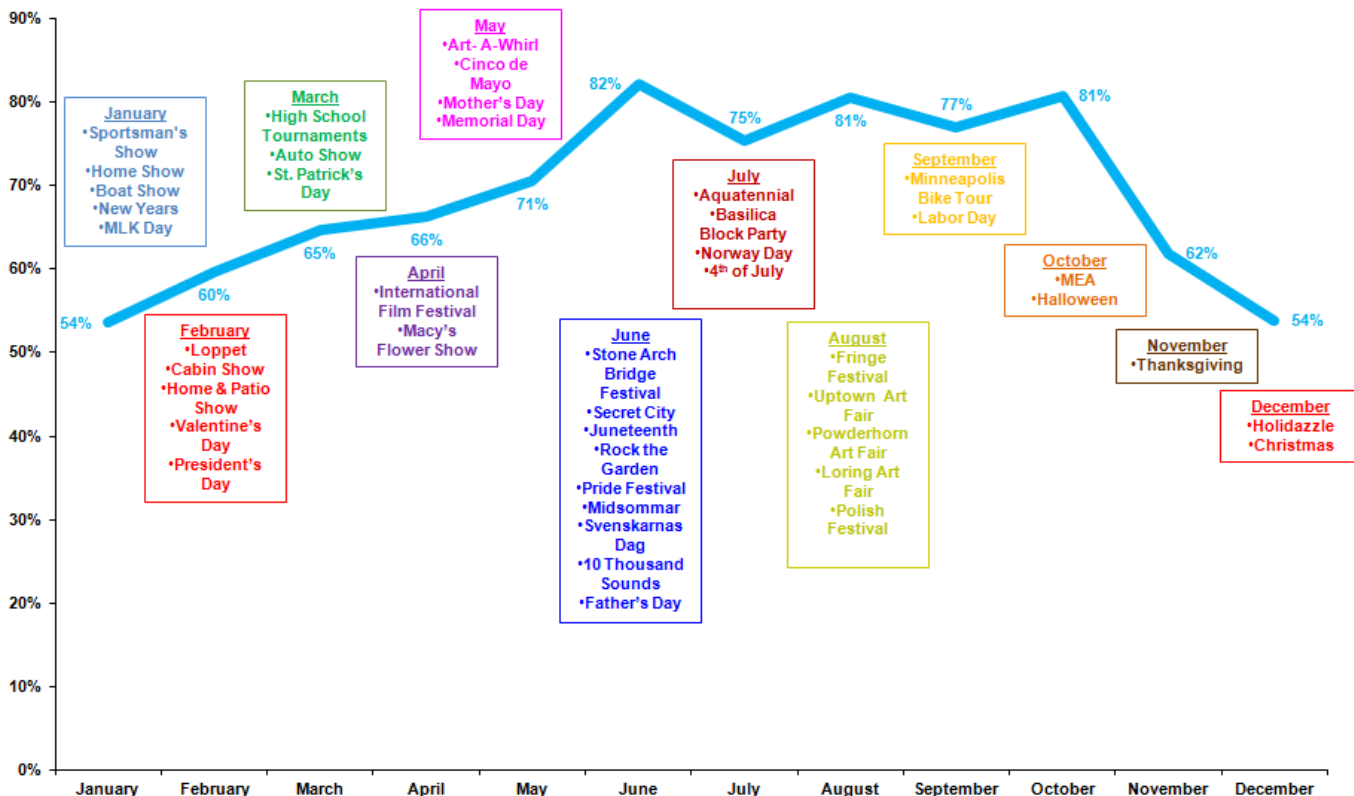 90%
80%
70%
60%
50%
40%
30%
20%
10%
0%
January
•Sportsman's
Show
•Home Show
•Boat Show
•New Years
•MLK Day
54%
February
•Loppet
•Cabin Show
•Home & Patio
Show
•Valentine's
Day
•President's
Day
60%
March
•High School
Tournaments
•Auto Show
•St. Patrick's
Day
65%
April
•International
Film Festival
•Macy's
Flower Show
66%
May
•Art- A-Whirl
•Cinco de
Mayo
•Mother's Day
•Memorial Day
71%
June
•Stone Arch
Bridge
Festival
•Secret City
•Juneteenth
•Rock the
Garden
•Pride Festival
•Midsommar
•Svenskarnas
Dag
•10 Thousand
Sounds
•Father's Day
82%
July
•Aquatennial
•Basilica
Block Party
•Norway Day
•4th of July
75%
August
•Fringe
Festival
•Uptown Art
Fair
•Powderhorn
Art Fair
•Loring Art
Fair
•Polish
Festival
81%
September
•Minneapolis
Bike Tour
•Labor Day
77%
October
•MEA
•Halloween
81%
November
•Thanksgiving
62%
December
•Holidazzle
•Christmas
54%
January February March April May June July August September October November December